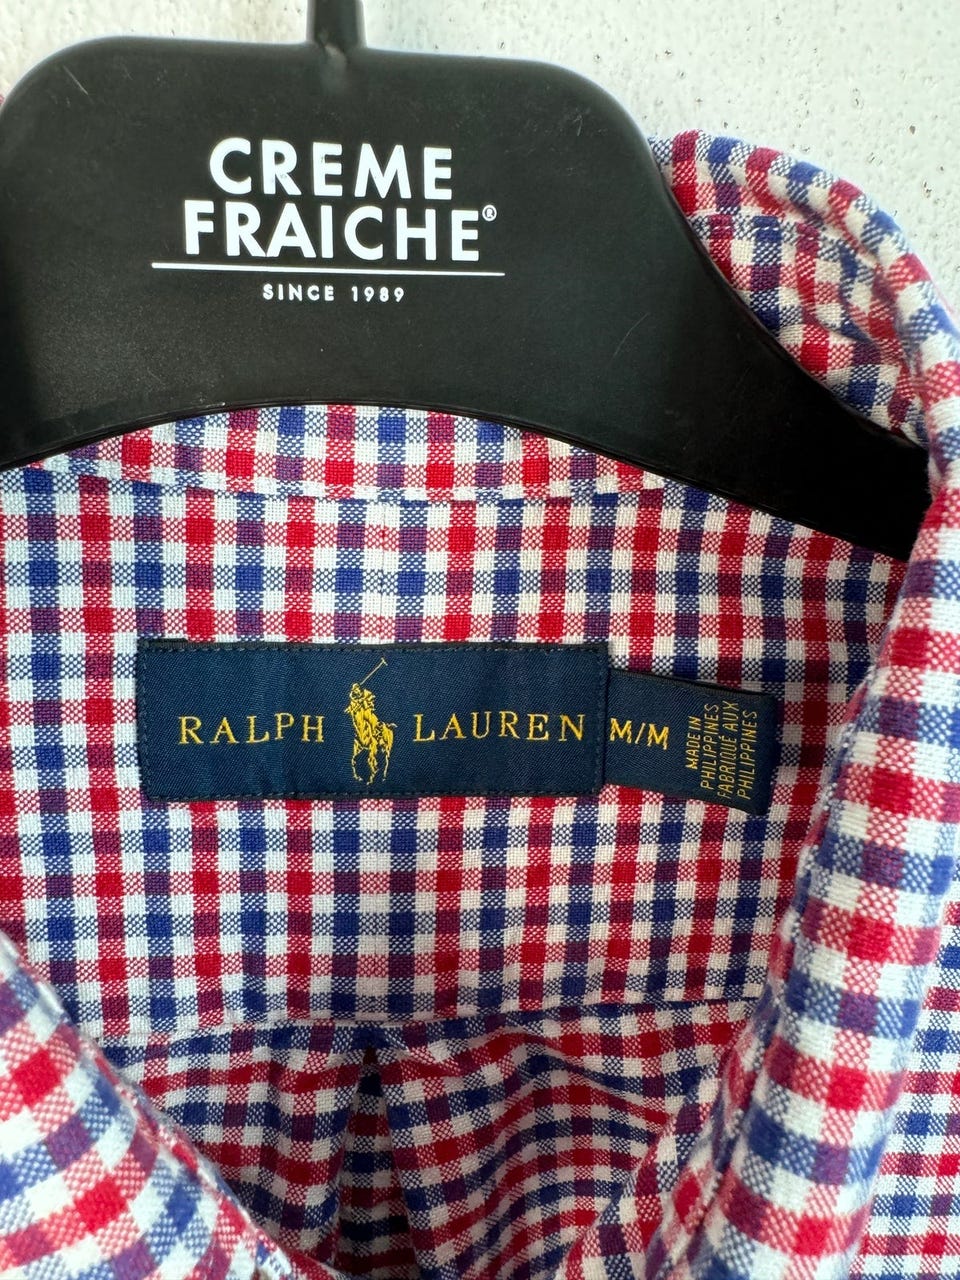 CREME
FRAICHE®
SINCE 1989
RALPH LAUREN
M/M
MADE IN
PHILIPPINES
FABRIQUÉ AUX
PHILIPPINES